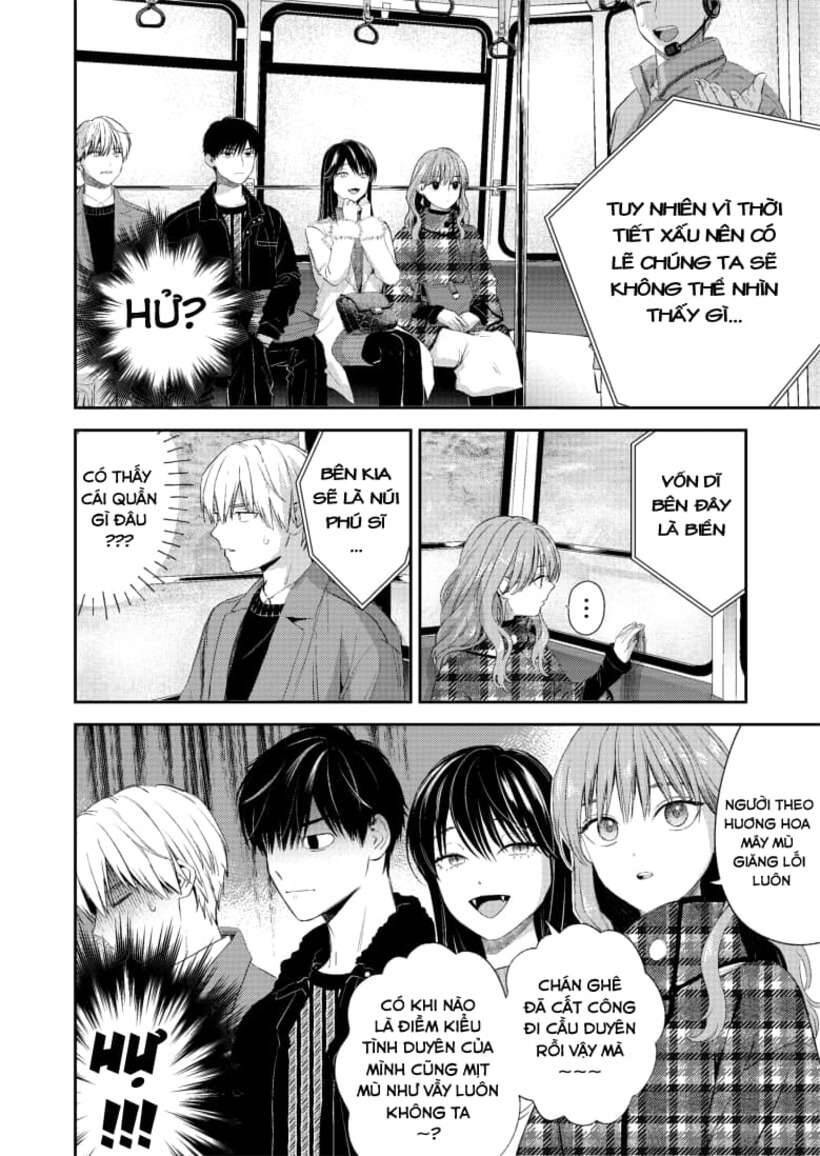 TUY NHIÊN VÌ THỜI
TIẾT XẤU NÊN CÓ
LẼ CHÚNG TA SẼ
KHÔNG THỂ NHÌN
THẤY GÌ...
HỬ?
VỐN DĨ
BÊN ĐÂY
LÀ BIỂN
...
BÊN KIA
SẼ LÀ NÚI
PHÚ SĨ
...
CÓ THẤY
CÁI QUẦN
GÌ ĐÂU
???
NGƯỜI THEO
HƯƠNG HOA
MÂY MÙ
GIĂNG LỐI
LUÔN
CHÁN GHÊ
ĐÃ CẤT CÔNG
ĐI CẦU DUYÊN
RỒI VẬY MÀ
~~~
CÓ KHI NÀO
LÀ ĐIỀM KIỂU
TÌNH DUYÊN CỦA
MÌNH CŨNG MỊT
MÙ NHƯ VẦY LUÔN
KHÔNG TA
~?
HỰ
!!!